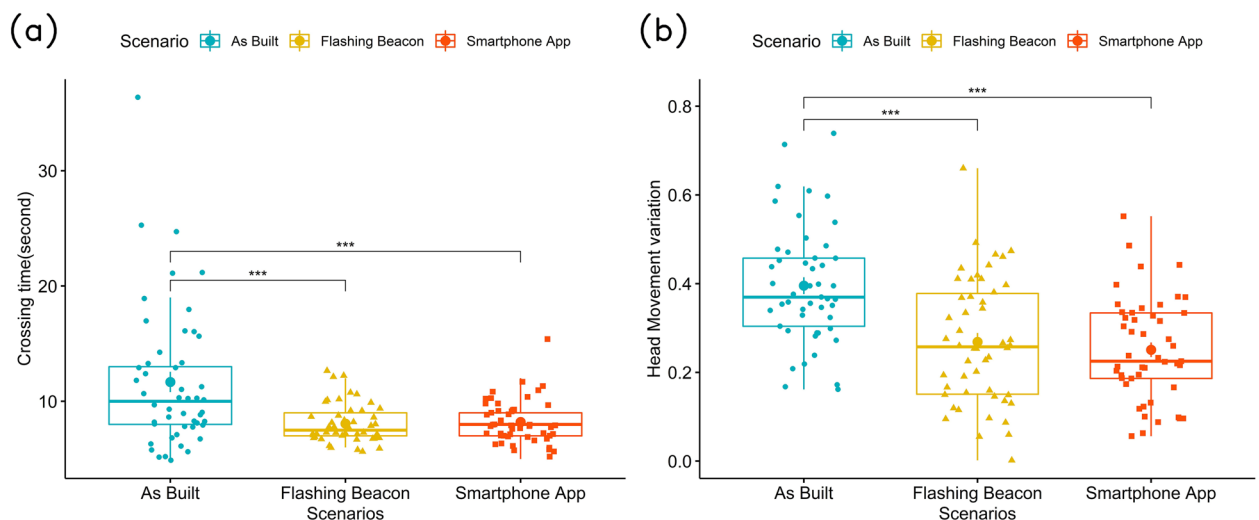 (a)
Scenario As Built Flashing Beacon Smartphone App
Crossing time(second)
30
20
10
***
***
As Built Flashing Beacon Smartphone App
Scenarios
(b)
Scenario As Built Flashing Beacon Smartphone App
Head Movement variation
0.8
0.6
0.4
0.2
0.0
***
***
As Built Flashing Beacon Smartphone App
Scenarios